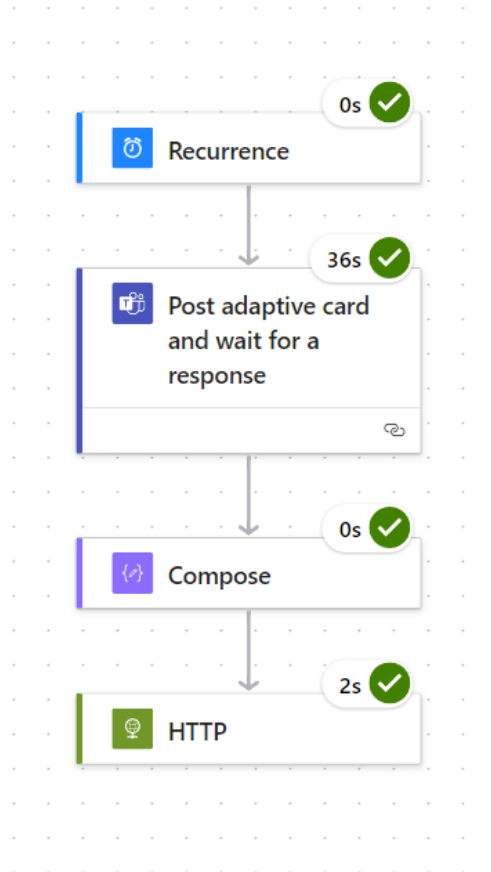 0s
Recurrence
36s
Post adaptive card
and wait for a
response
0s
Compose
2s
HTTP